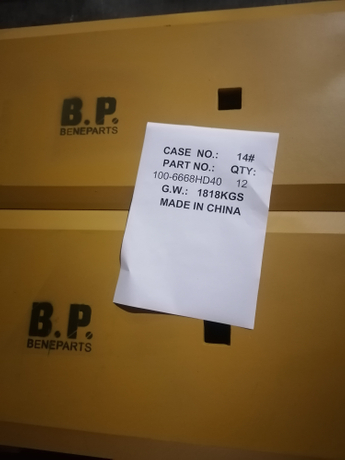 B.P.
BENEPARTS
CASE NO.: 14#
PART NO.: QTY:
100-6668HD40 12
G.W.: 1818KGS
MADE IN CHINA
B.P.
BENEPARTS